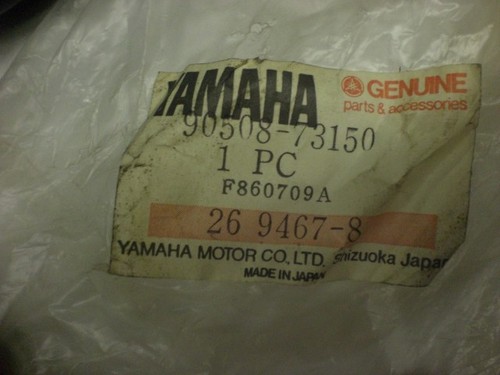 YAMAHA GENUINE
parts & accessories
90508-73150
1 PC
F860709A
26 9467-8
YAMAHA MOTOR CO., LTD. Shizuoka Japan
MADE IN JAPAN